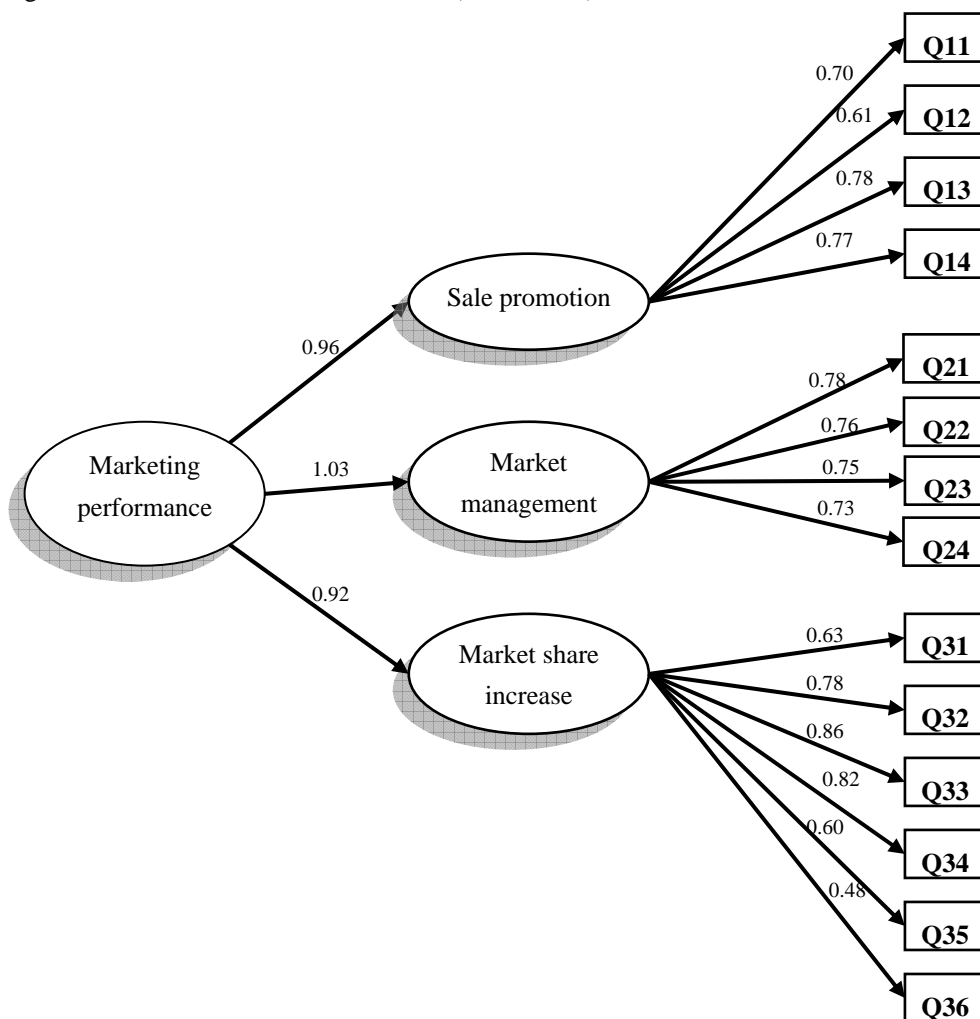 0.70
Q11
0.61
Q12
0.78
Q13
0.77
Q14
Sale promotion
0.96
0.78
Q21
0.76
Q22
0.75
Q23
0.73
Q24
Market
management
1.03
Marketing
performance
0.92
Market share
increase
0.63
Q31
0.78
Q32
0.86
Q33
0.82
Q34
0.60
Q35
0.48
Q36